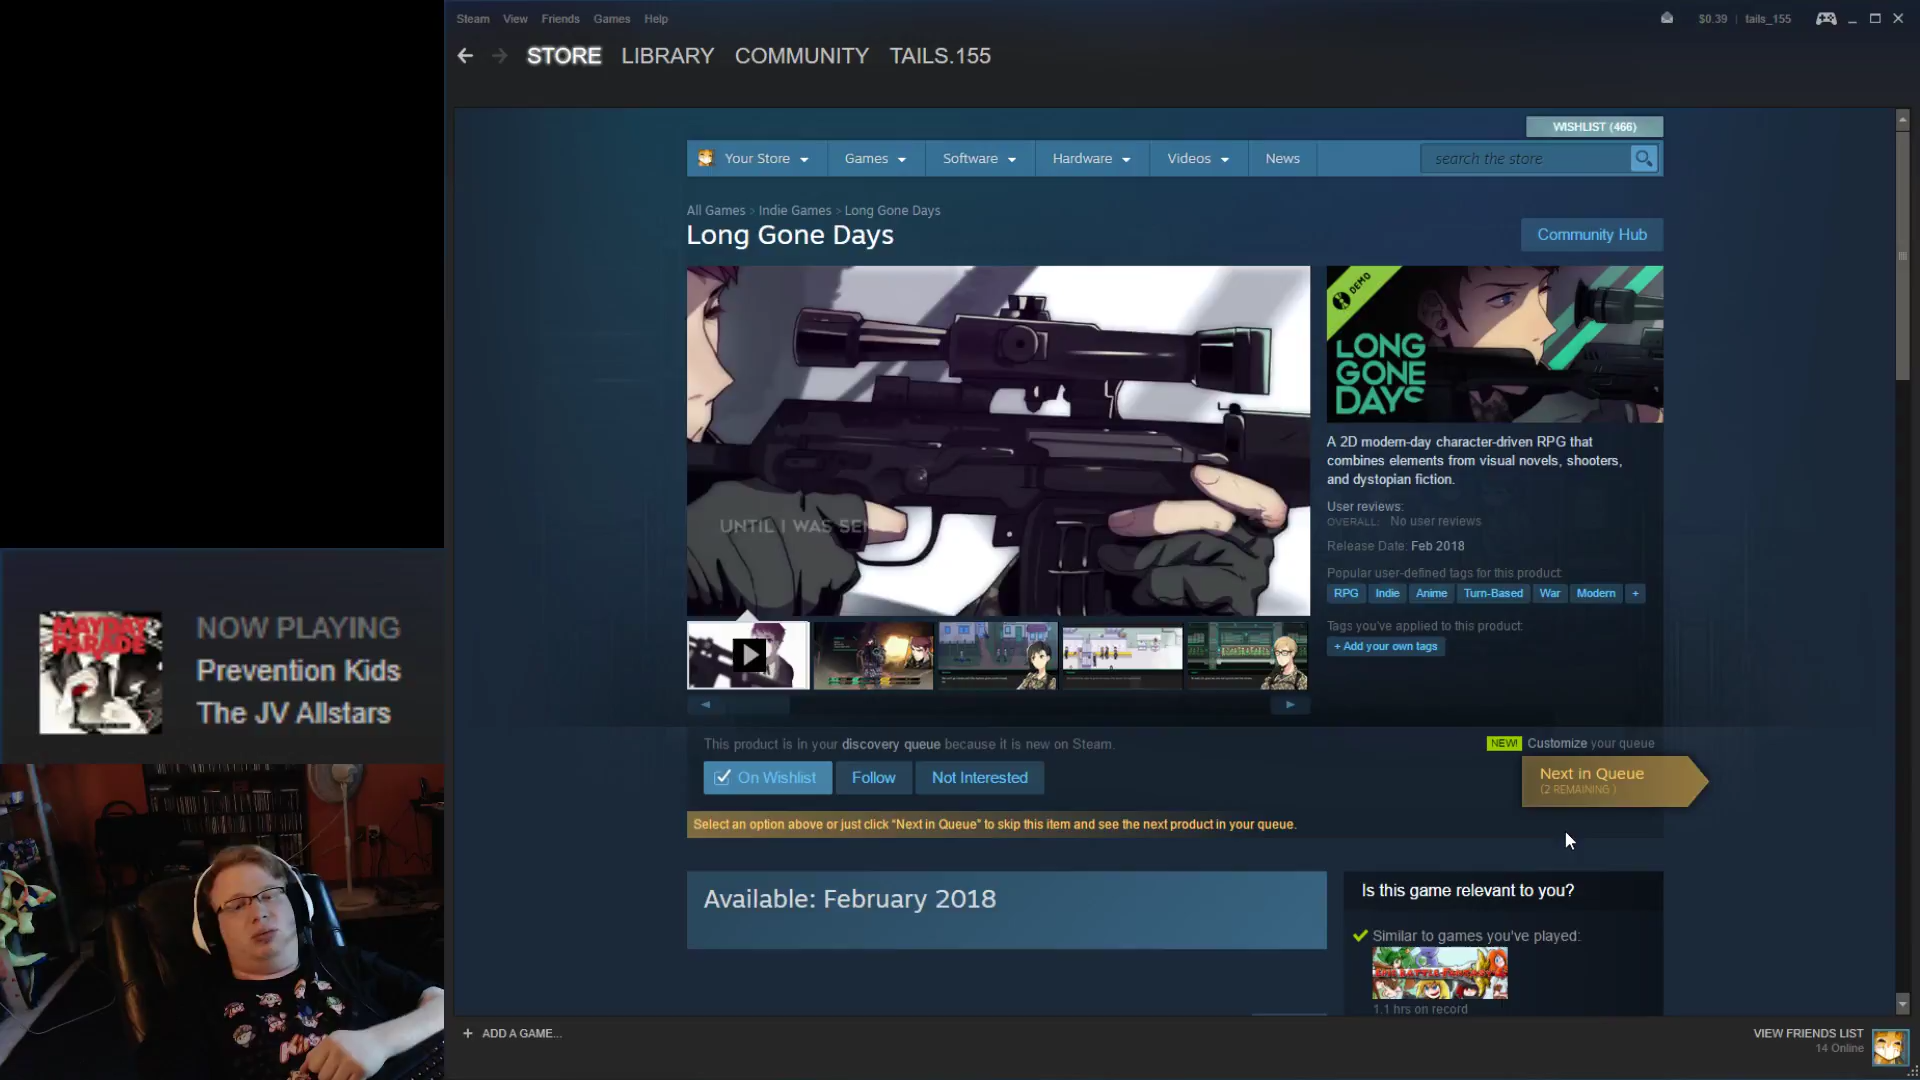 Steam View Friends Games Help
$0.39 tails_155
STORE LIBRARY COMMUNITY TAILS.155
WISHLIST (466)
Your Store Games Software Hardware Videos News
search the store
All Games > Indie Games > Long Gone Days
Long Gone Days
Community Hub
UNTIL I WAS SEN
DEMO
LONG
GONE
DAYS
A 2D modern-day character-driven RPG that
combines elements from visual novels, shooters,
and dystopian fiction.
User reviews:
OVERALL: No user reviews
Release Date: Feb 2018
Popular user-defined tags for this product:
RPG Indie Anime Turn-Based War Modern +
Tags you've applied to this product:
+ Add your own tags
This product is in your discovery queue because it is new on Steam.
NEW! Customize your queue
On Wishlist Follow Not Interested
Next in Queue
(2 REMAINING )
Select an option above or just click "Next in Queue" to skip this item and see the next product in your queue.
Available: February 2018
Is this game relevant to you?
Similar to games you've played:
1.1 hrs on record
+ ADD A GAME...
VIEW FRIENDS LIST
14 Online
MAYDAY
PARADE
NOW PLAYING
Prevention Kids
The JV Allstars